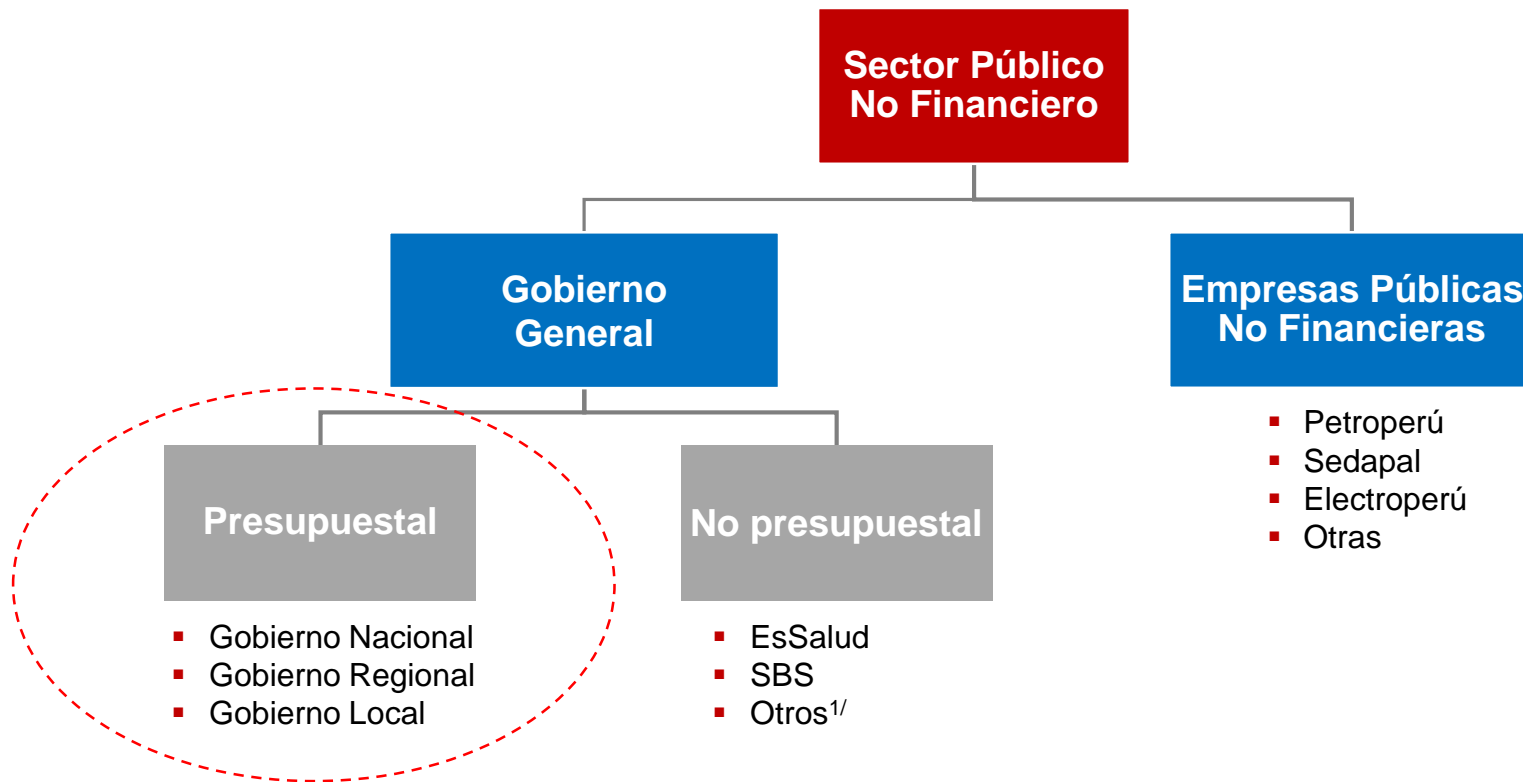 Sector Público
No Financiero
Gobierno
General
Empresas Públicas
No Financieras
Presupuestal
No presupuestal
▪ Petroperú
▪ Sedapal
▪ Electroperú
▪ Otras
▪ Gobierno Nacional
▪ Gobierno Regional
▪ Gobierno Local
▪ EsSalud
▪ SBS
▪ Otros1/